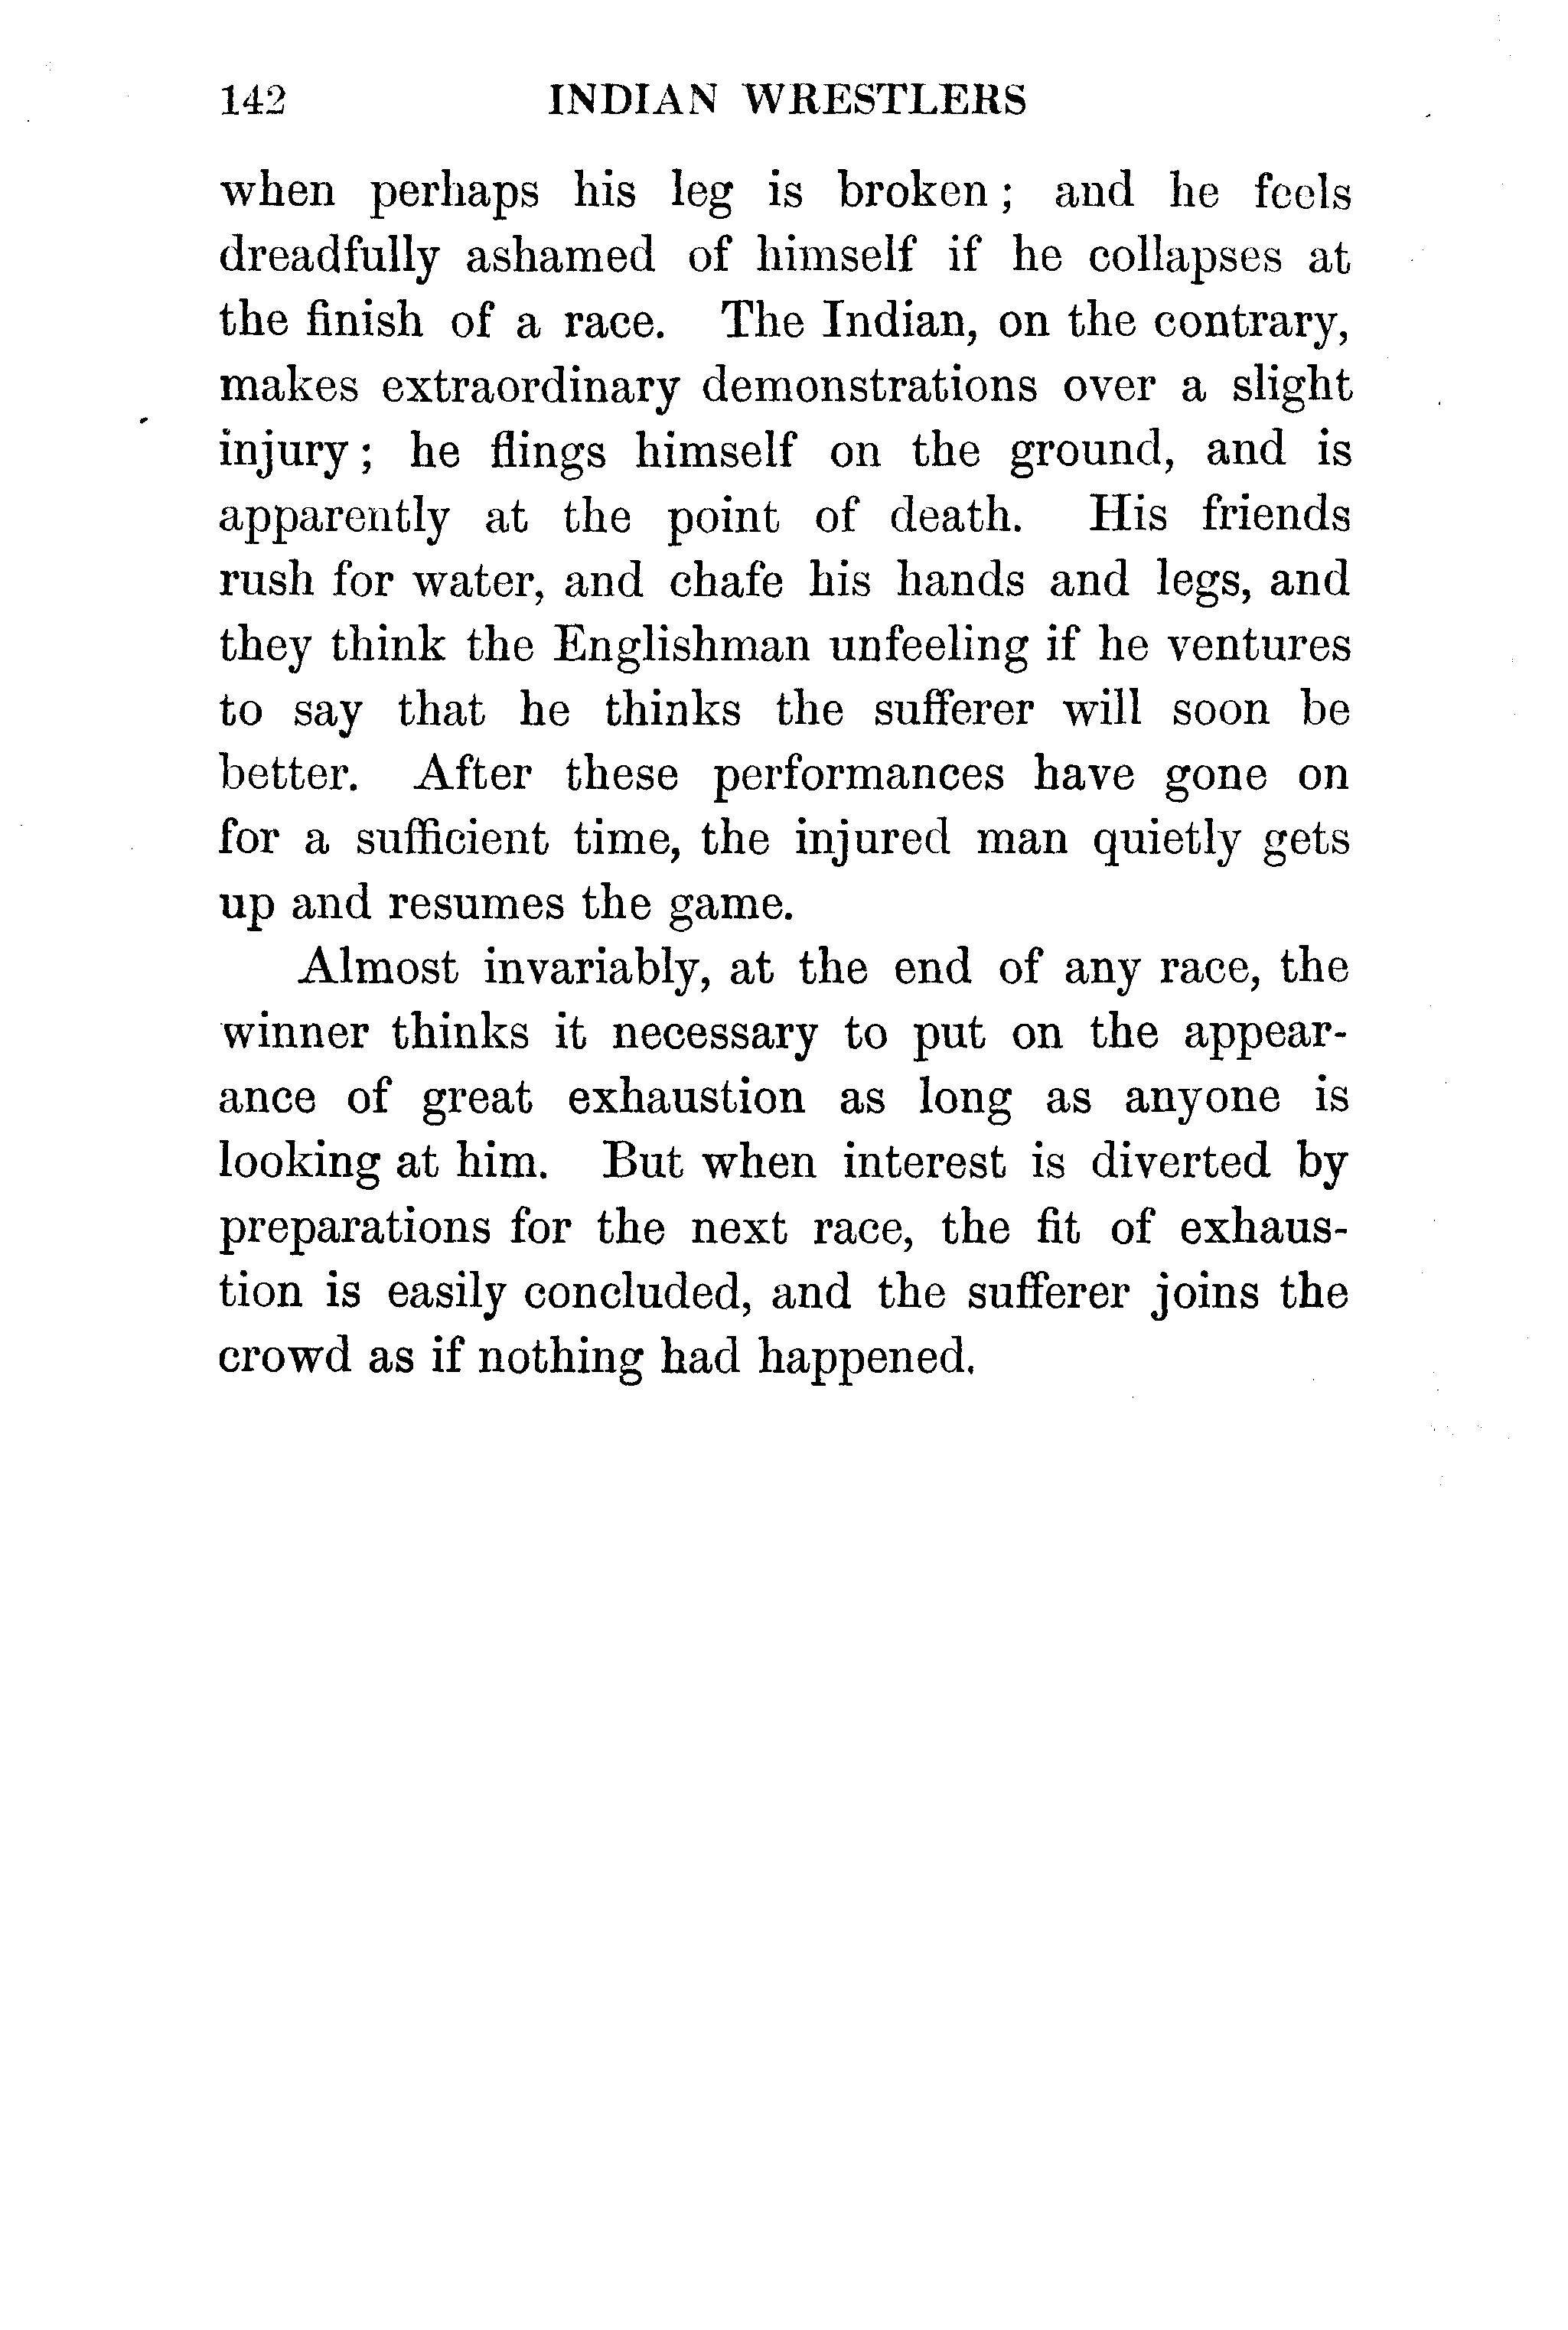 142 INDIAN WRESTLERS
when perhaps his leg is broken; and he feels
dreadfully ashamed of himself if he collapses at
the finish of a race. The Indian, on the contrary,
makes extraordinary demonstrations over a slight
injury; he flings himself on the ground, and is
apparently at the point of death. His friends
rush for water, and chafe his hands and legs, and
they think the Englishman unfeeling if he ventures
to say that he thinks the sufferer will soon be
better. After these performances have gone on
for a sufficient time, the injured man quietly gets
up and resumes the game.
Almost invariably, at the end of any race, the
winner thinks it necessary to put on the appear-
ance of great exhaustion as long as anyone is
looking at him. But when interest is diverted by
preparations for the next race, the fit of exhaus-
tion is easily concluded, and the sufferer joins the
crowd as if nothing had happened.